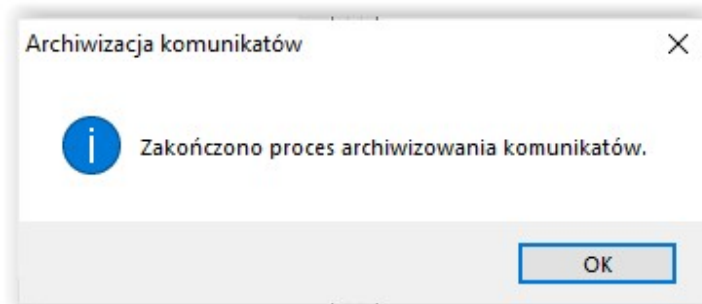 Archiwizacja komunikatów
Zakończono proces archiwizowania komunikatów.
OK